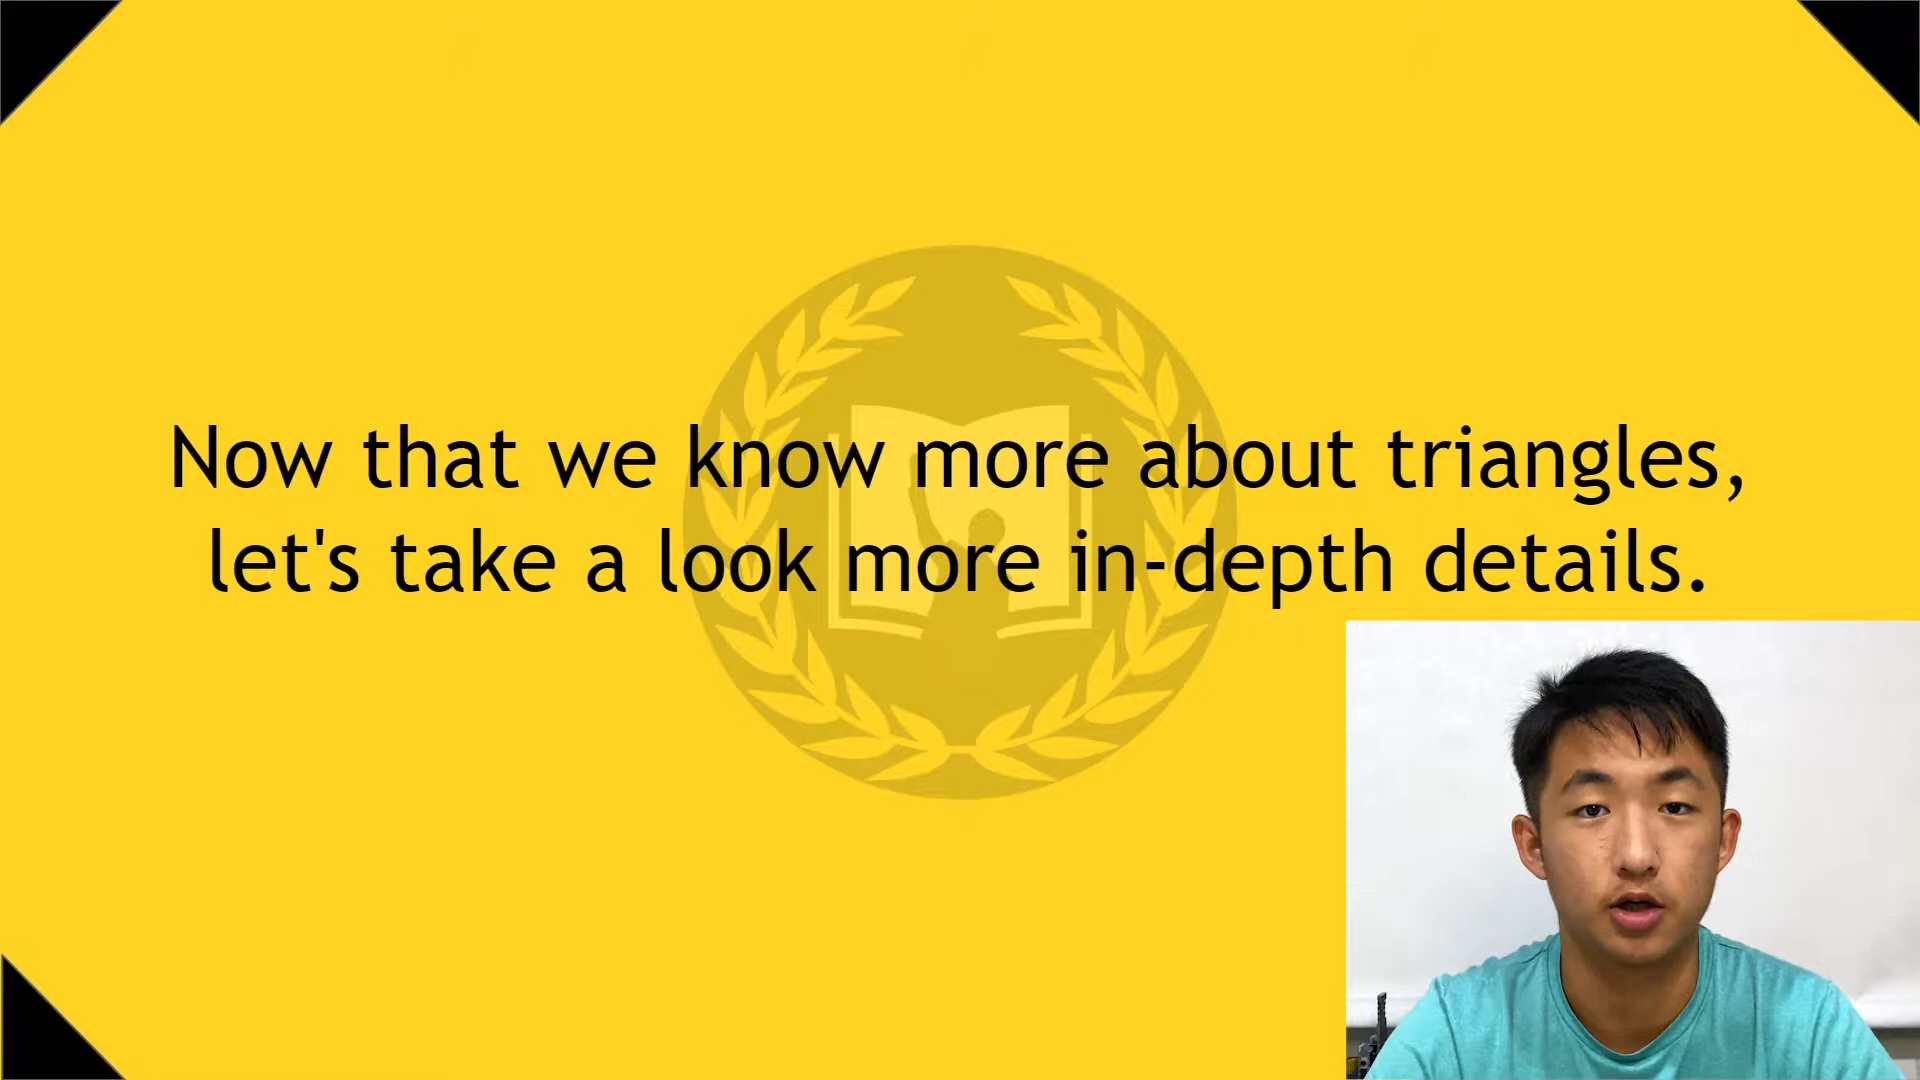 Now that we know more about triangles,
let's take a look more in-depth details.